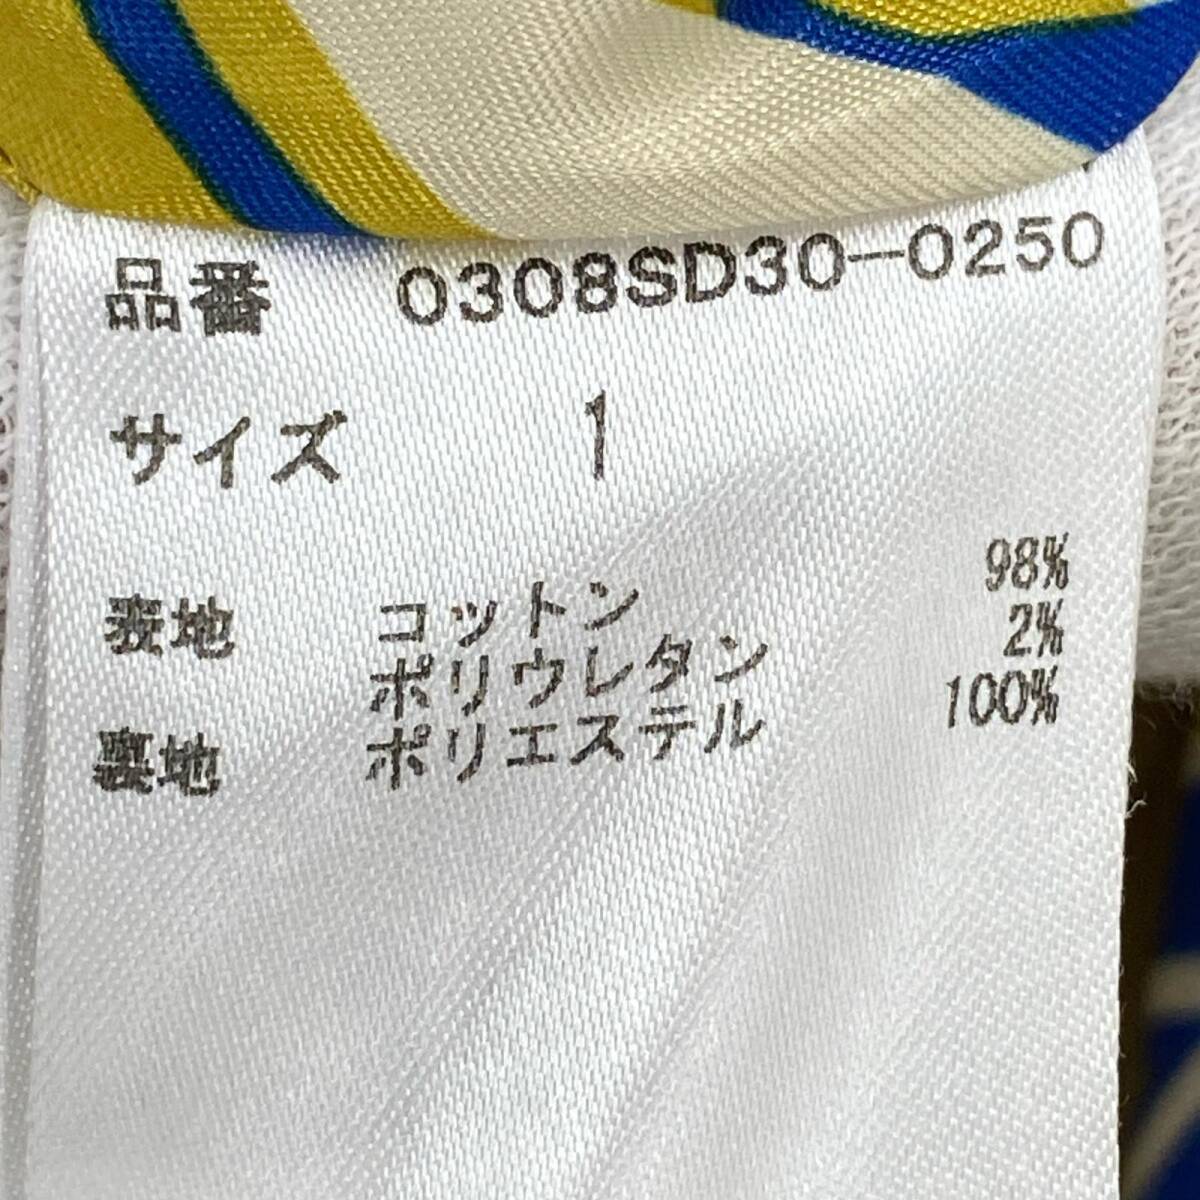 品番 0308SD30-0250
サイズ 1
表地 コットン 98%
ポリウレタン 2%
裏地 ポリエステル 100%